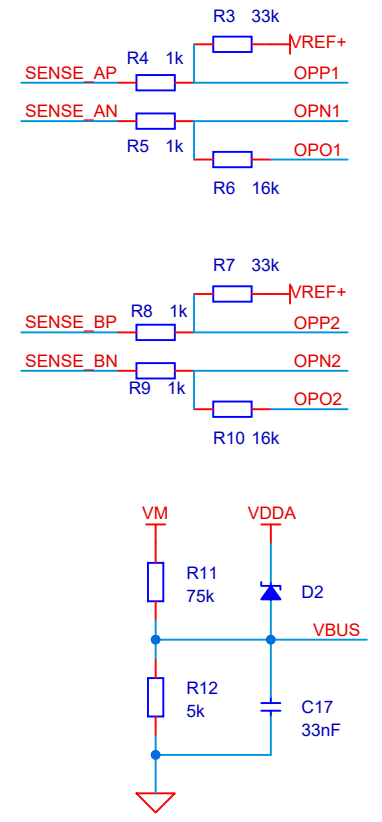 R3 33k
VREF+
R4 1k
SENSE_AP
OPP1
SENSE_AN
OPN1
R5 1k
OPO1
R6 16k
R7 33k
VREF+
R8 1k
SENSE_BP
OPP2
SENSE_BN
OPN2
R9 1k
OPO2
R10 16k
VM
VDDA
R11
75k
D2
VBUS
R12
5k
C17
33nF